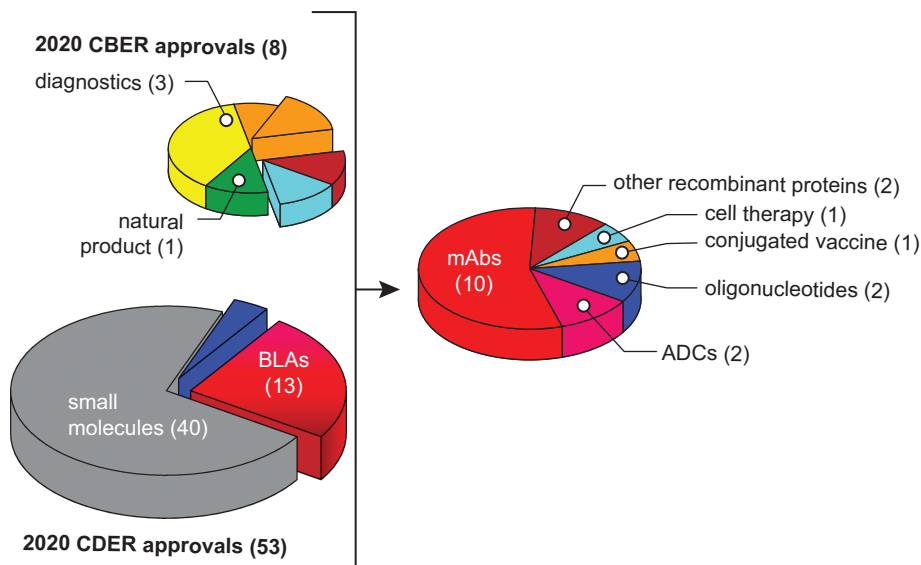 2020 CBER approvals (8)
diagnostics (3)
natural
product (1)
BLAs
(13)
small
molecules (40)
2020 CDER approvals (53)
other recombinant proteins (2)
cell therapy (1)
conjugated vaccine (1)
mAbs
(10)
oligonucleotides (2)
ADCs (2)